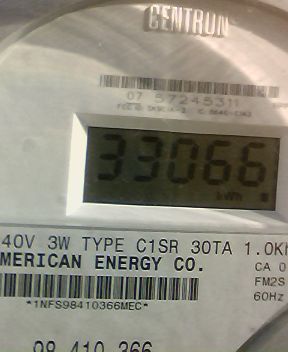 CENTRON
07 57245311
33066
kWh
40V 3W TYPE C1SR 30TA 1.0K
MERICAN ENERGY CO.
CA 0
FM2S
60Hz
*1NFS98410366MEC*
98 410 366